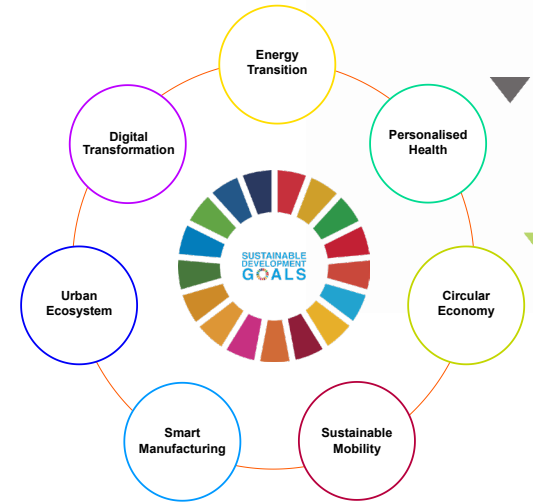 Energy
Transition
Personalised
Health
Circular
Economy
Sustainable
Mobility
Smart
Manufacturing
Urban
Ecosystem
Digital
Transformation
SUSTAINABLE
DEVELOPMENT
GOALS